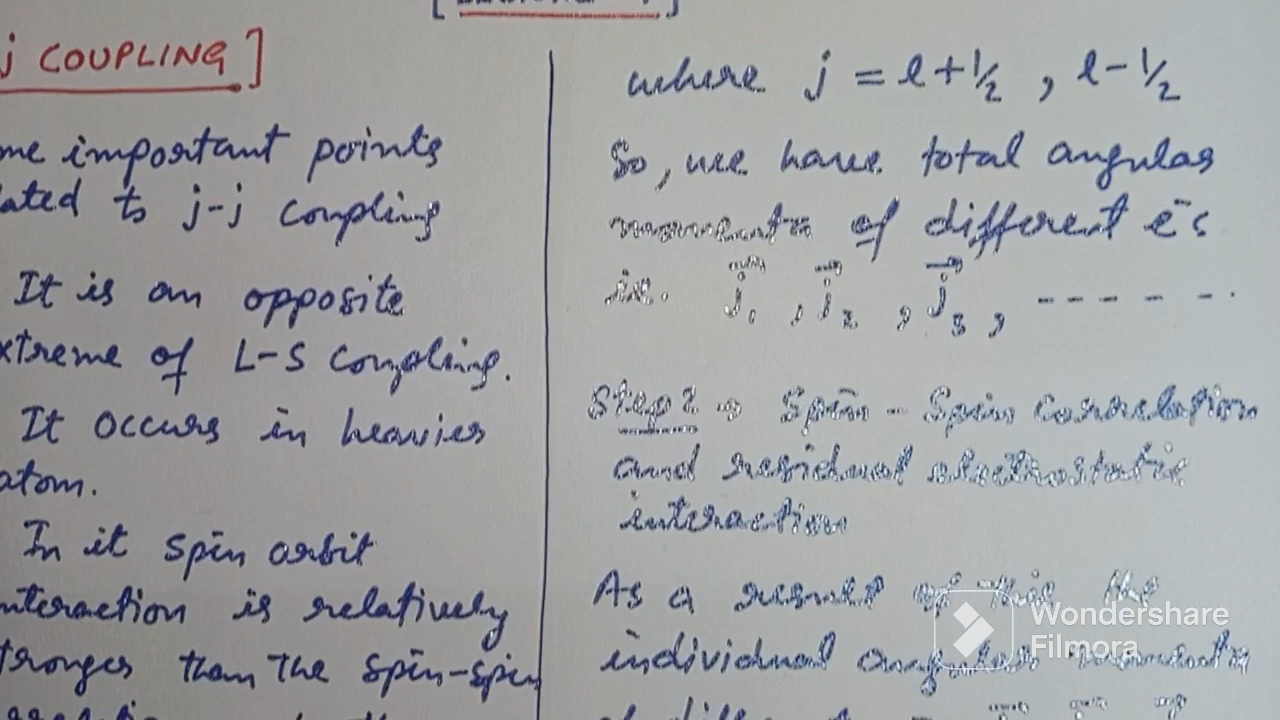 j COUPLING]
me important points
ated to j-j coupling
It is an opposite
xtreme of L-S coupling.
It occurs in heavier
atom.
In it spin orbit
nteraction is relatively
tronger than the spin-spin
where j = l+1/2 , l-1/2
So, we have total angular
momenta of different e⁻s
ie. j⃗₁ , j⃗₂ , j⃗₃ , ------.
Step 2 → Spin-Spin correlation
and residual electrostatic
interaction
As a result of this the
individual angular momenta
Wondershare
Filmora